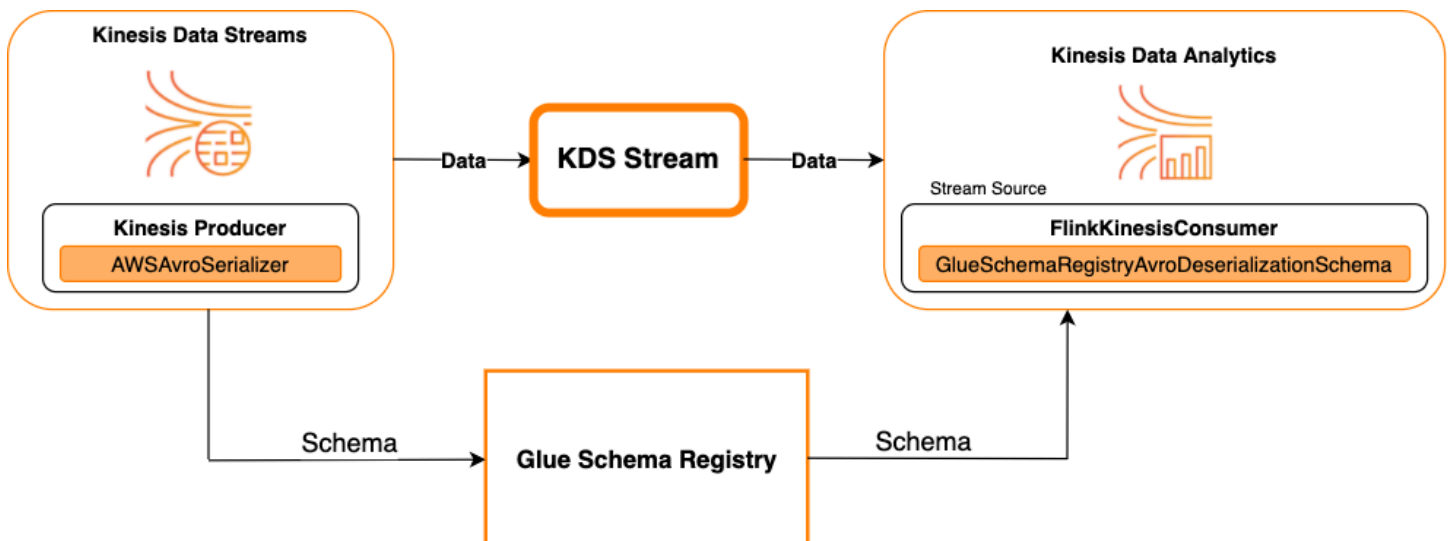 Kinesis Data Streams
Kinesis Producer
AWSAvroSerializer
Data
KDS Stream
Data
Kinesis Data Analytics
Stream Source
FlinkKinesisConsumer
GlueSchemaRegistryAvroDeserializationSchema
Schema
Glue Schema Registry
Schema